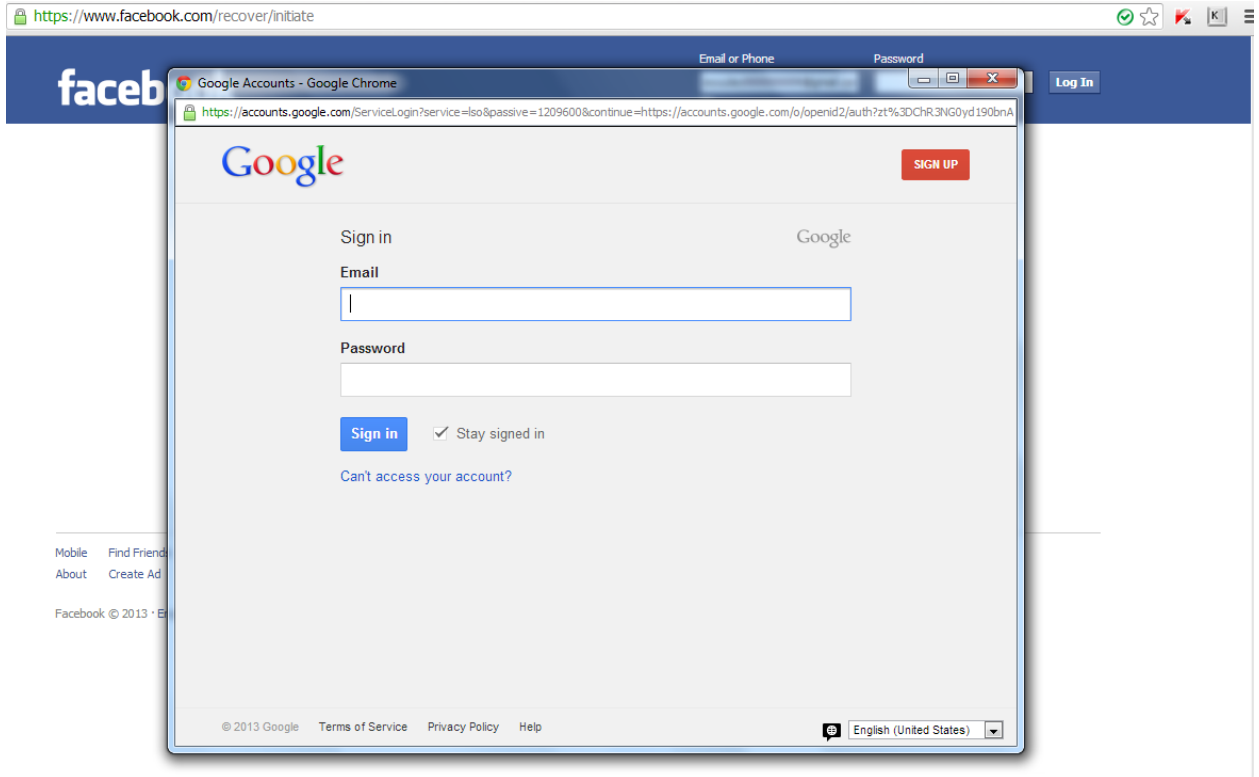 https://www.facebook.com/recover/initiate
Email or Phone Password
faceb
Log In
Google Accounts - Google Chrome
https://accounts.google.com/ServiceLogin?service=lso&passive=1209600&continue=https://accounts.google.com/o/openid2/auth?zt%3DChR3NG0yd190bnA
Google
SIGN UP
Sign in
Google
Email
Password
Sign in
Stay signed in
Can't access your account?
Mobile Find Friends
About Create Ad
Facebook © 2013 ·
© 2013 Google Terms of Service Privacy Policy Help
English (United States)